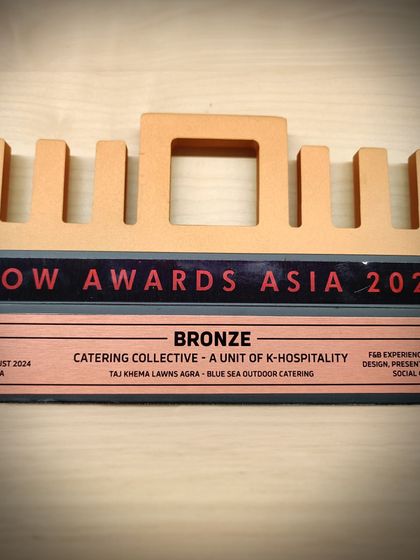 OW AWARDS ASIA 202
BRONZE
CATERING COLLECTIVE - A UNIT OF K-HOSPITALITY
TAJ KHEMA LAWNS AGRA - BLUE SEA OUTDOOR CATERING
UST 2024
A
F&B EXPERIENC
DESIGN, PRESENT
SOCIAL